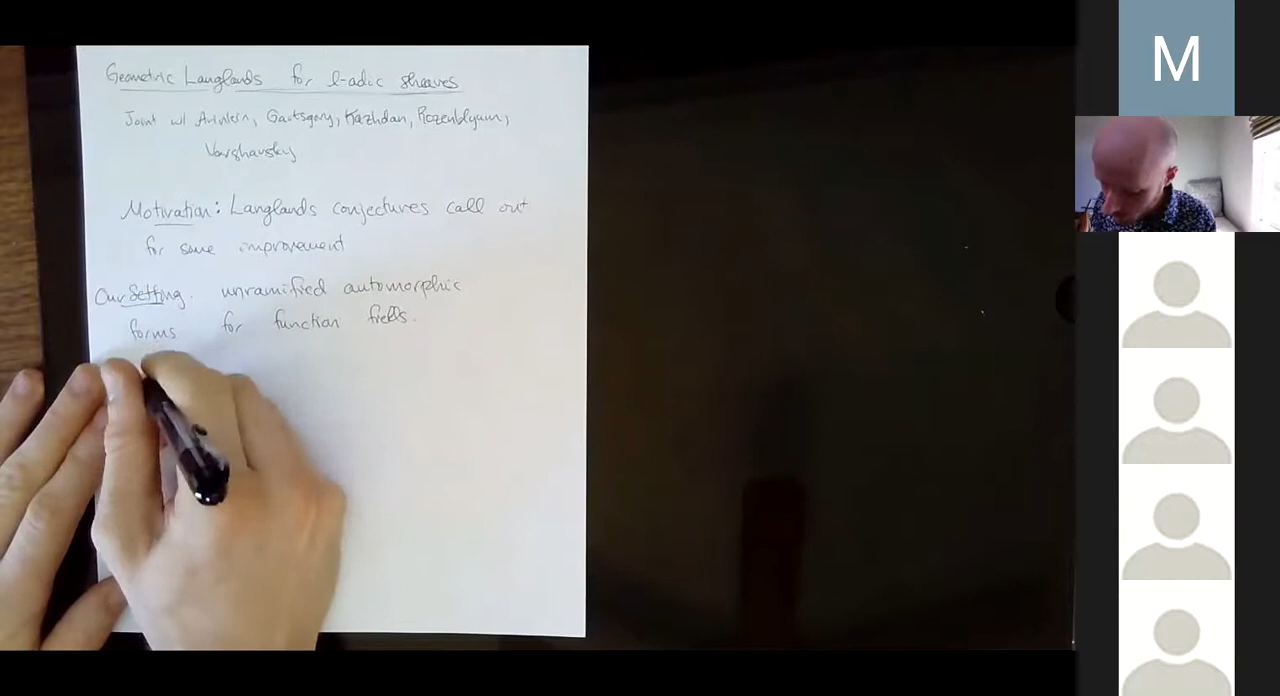 Geometric Langlands for l-adic sheaves
Joint w/ Arinkin, Gaitsgory, Kazhdan, Rozenblyum,
Varshavsky
Motivation: Langlands conjectures call out
for some improvement
Our Setting. unramified automorphic
forms for function fields.
M